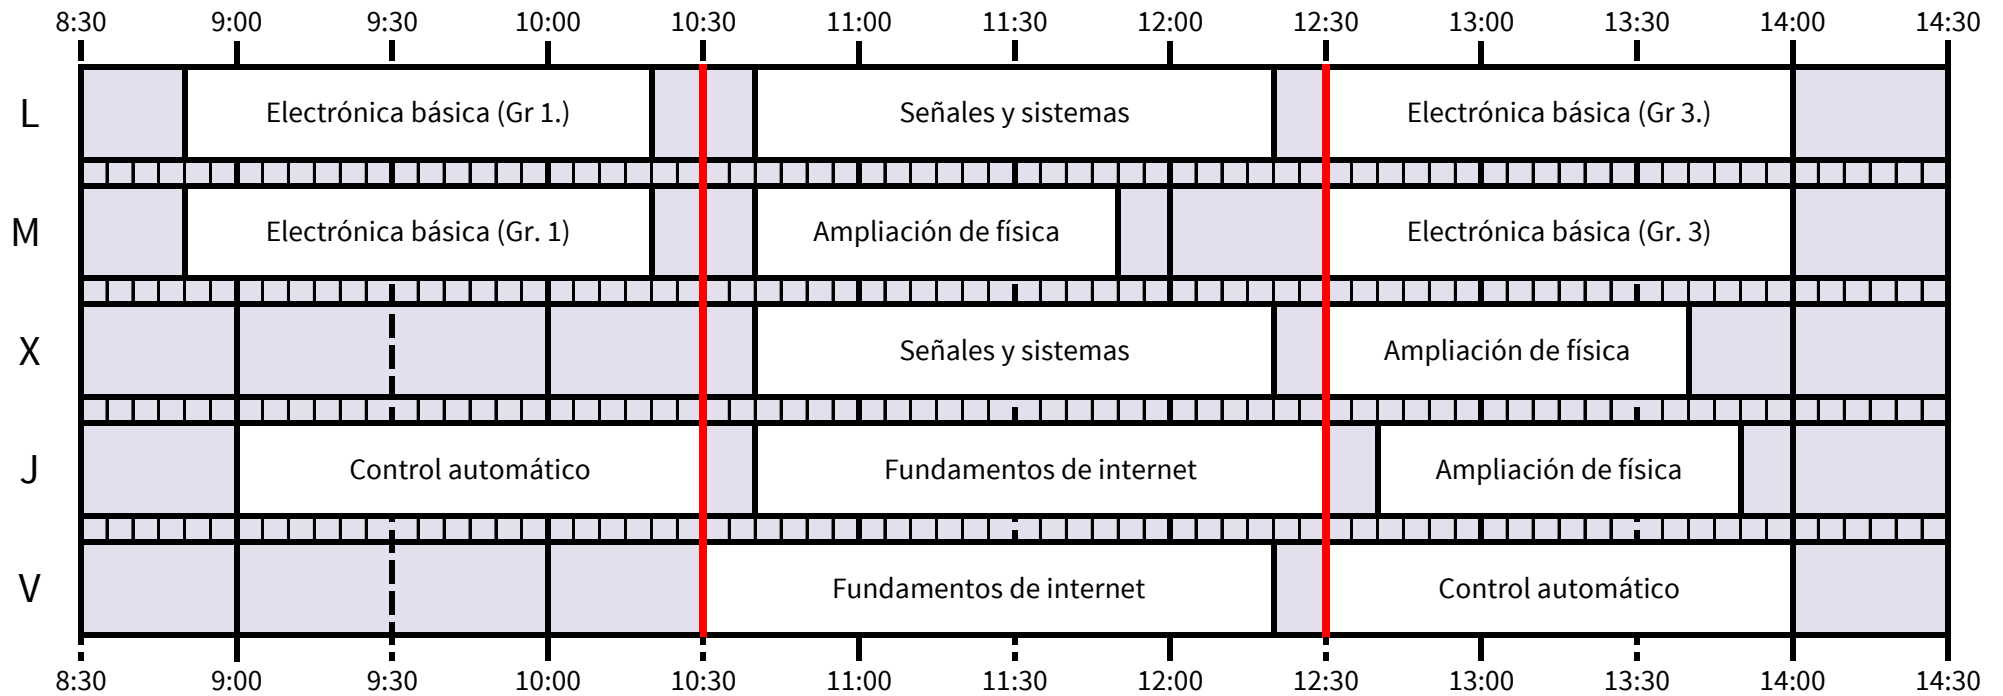 8:30 9:00 9:30 10:00 10:30 11:00 11:30 12:00 12:30 13:00 13:30 14:00 14:30
L Electrónica básica (Gr 1.) Señales y sistemas Electrónica básica (Gr 3.)
M Electrónica básica (Gr. 1) Ampliación de física Electrónica básica (Gr. 3)
X Señales y sistemas Ampliación de física
J Control automático Fundamentos de internet Ampliación de física
V Fundamentos de internet Control automático
8:30 9:00 9:30 10:00 10:30 11:00 11:30 12:00 12:30 13:00 13:30 14:00 14:30